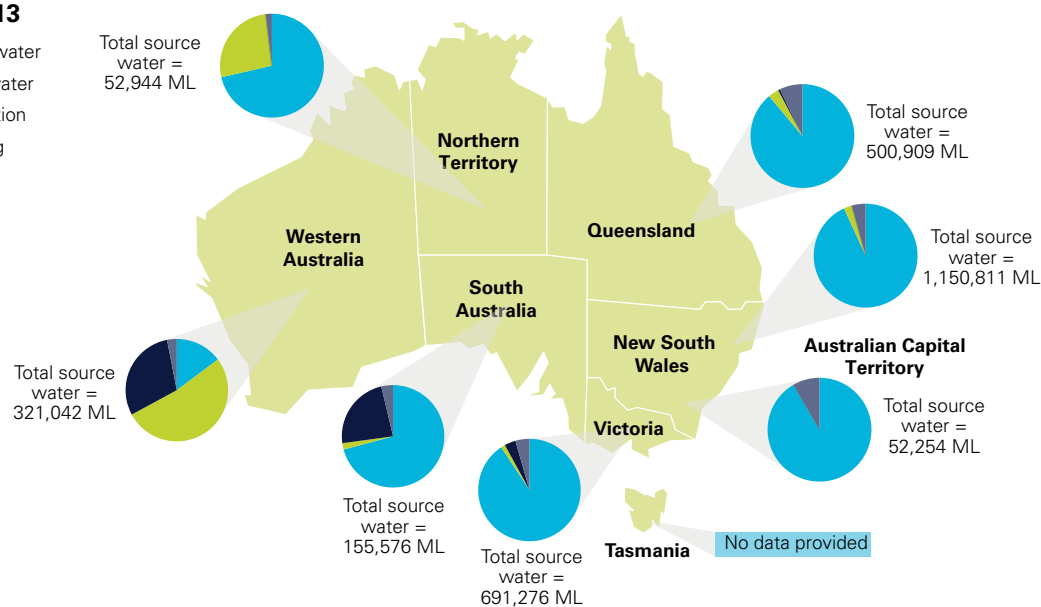 13
water
water
tion
g
Total source
water =
52,944 ML
Northern
Territory
Total source
water =
500,909 ML
Queensland
Western
Australia
Total source
water =
1,150,811 ML
South
Australia
New South
Wales
Australian Capital
Territory
Total source
water =
321,042 ML
Total source
water =
52,254 ML
Victoria
Total source
water =
155,576 ML
Total source
water =
691,276 ML
Tasmania
No data provided